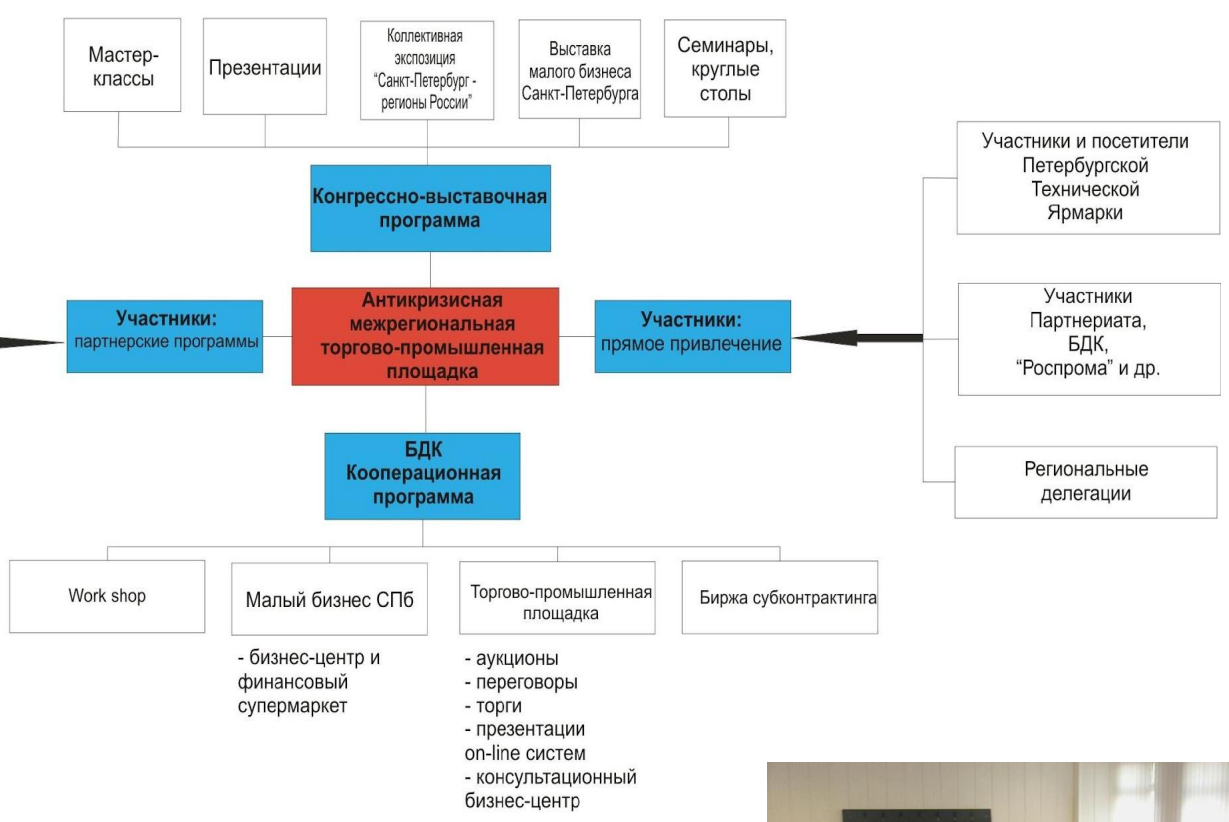 Мастер-
классы
Презентации
Коллективная
экспозиция
“Санкт-Петербург -
регионы России”
Выставка
малого бизнеса
Санкт-Петербурга
Семинары,
круглые
столы
Конгрессно-выставочная
программа
Участники и посетители
Петербургской
Технической
Ярмарки
Участники:
партнерские программы
Антикризисная
межрегиональная
торгово-промышленная
площадка
Участники:
прямое привлечение
Участники
Партнериата,
БДК,
“Роспрома” и др.
БДК
Кооперационная
программа
Региональные
делегации
Work shop
Малый бизнес СПб
- бизнес-центр и
финансовый
супермаркет
Торгово-промышленная
площадка
- аукционы
- переговоры
- торги
- презентации
on-line систем
- консультационный
бизнес-центр
Биржа субконтрактинга